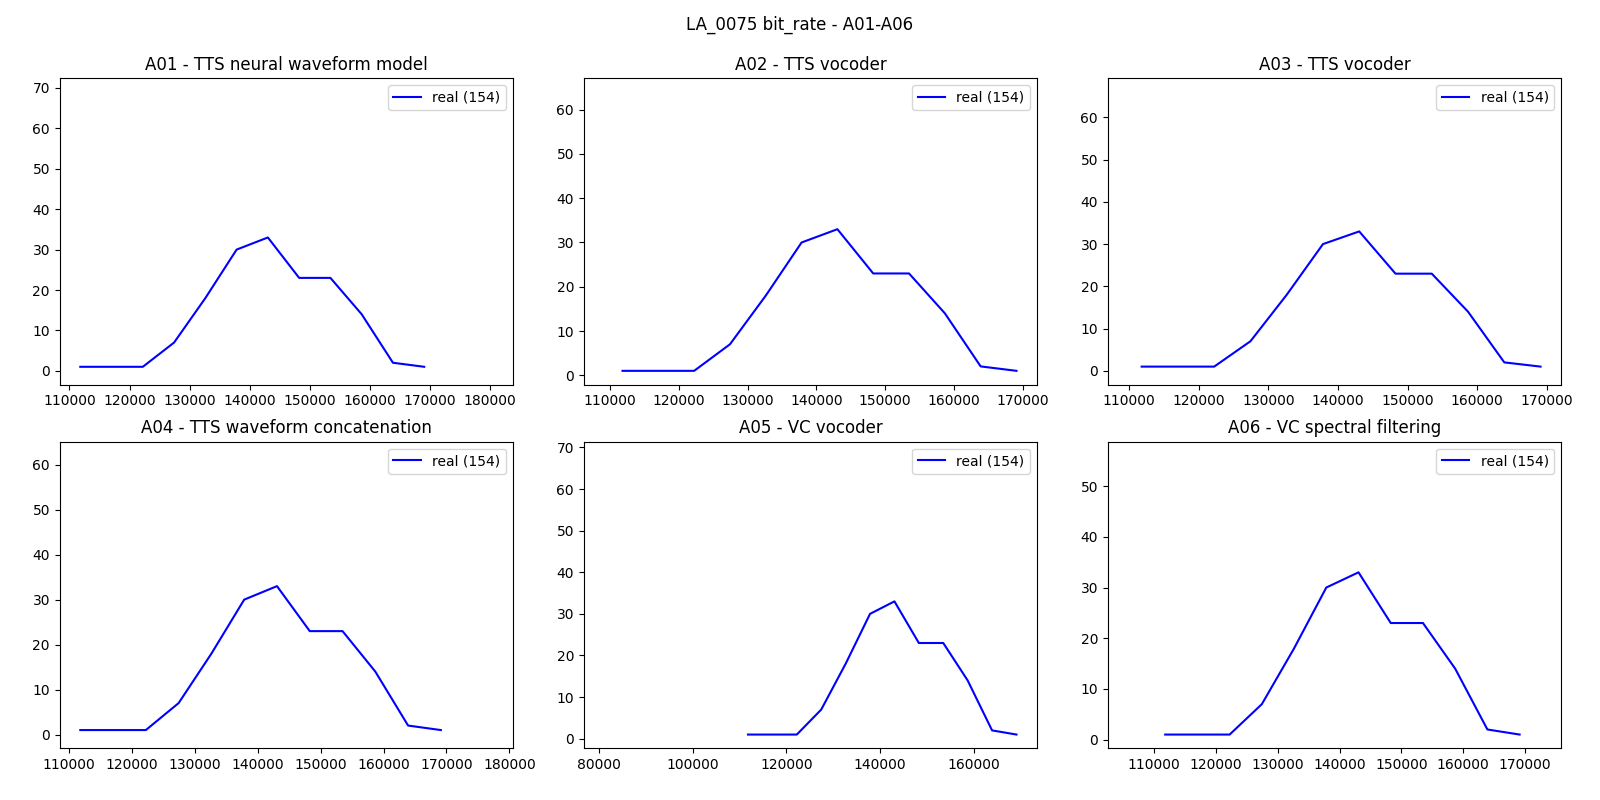 LA_0075 bit_rate - A01-A06
A01 - TTS neural waveform model
real (154)
70
60
50
40
30
20
10
0
110000 120000 130000 140000 150000 160000 170000 180000
A02 - TTS vocoder
real (154)
60
50
40
30
20
10
0
110000 120000 130000 140000 150000 160000 170000
A03 - TTS vocoder
real (154)
60
50
40
30
20
10
0
110000 120000 130000 140000 150000 160000 170000
A04 - TTS waveform concatenation
real (154)
60
50
40
30
20
10
0
110000 120000 130000 140000 150000 160000 170000 180000
A05 - VC vocoder
real (154)
70
60
50
40
30
20
10
0
80000 100000 120000 140000 160000
A06 - VC spectral filtering
real (154)
50
40
30
20
10
0
110000 120000 130000 140000 150000 160000 170000